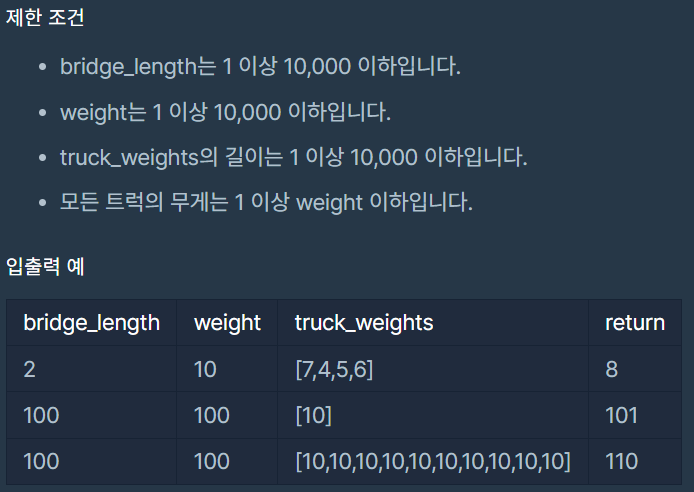 제한 조건
• bridge_length는 1 이상 10,000 이하입니다.
• weight는 1 이상 10,000 이하입니다.
• truck_weights의 길이는 1 이상 10,000 이하입니다.
• 모든 트럭의 무게는 1 이상 weight 이하입니다.
입출력 예
bridge_length weight truck_weights return
2 10 [7,4,5,6] 8
100 100 [10] 101
100 100 [10,10,10,10,10,10,10,10,10,10] 110